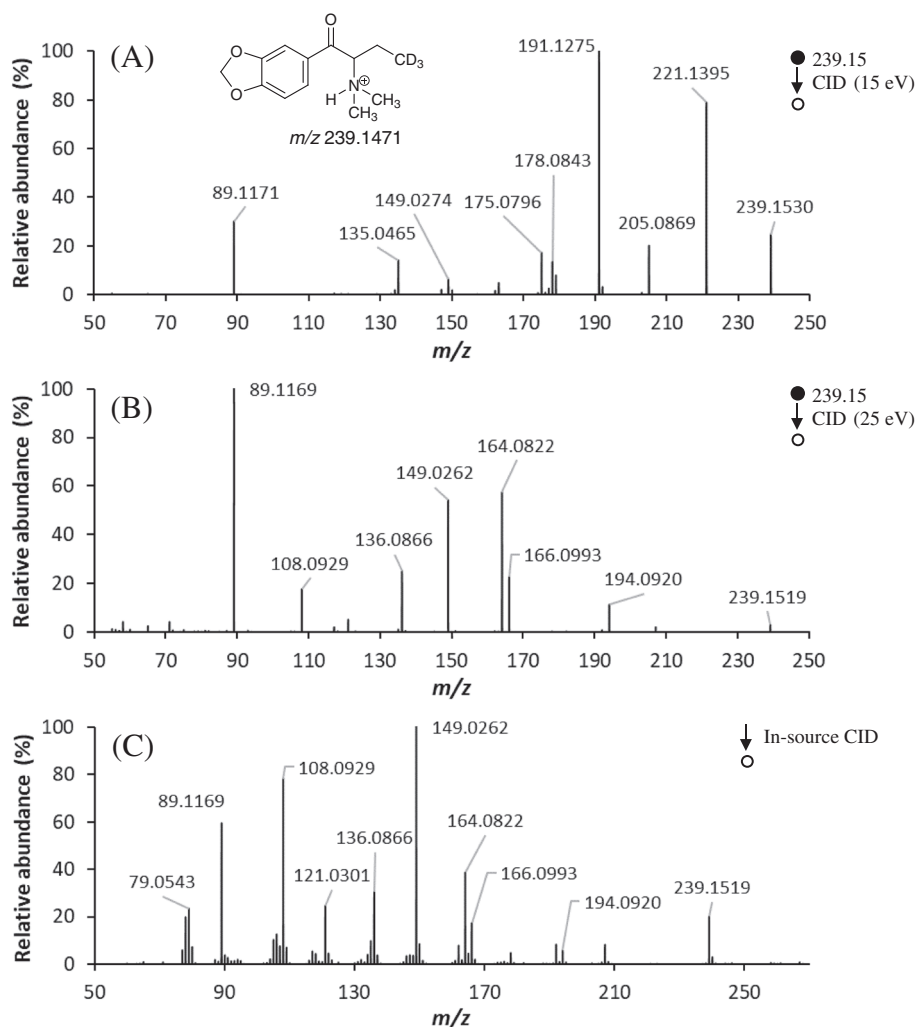 (A)
O
O
O
CD3
H N+ CH3
CH3
m/z 239.1471
Relative abundance (%)
100
80
60
40
20
0
89.1171
135.0465
149.0274
175.0796
178.0843
191.1275
205.0869
221.1395
239.1530
239.15
CID (15 eV)
50 70 90 110 130 150 170 190 210 230 250
m/z
(B)
Relative abundance (%)
100
80
60
40
20
0
89.1169
108.0929
136.0866
149.0262
164.0822
166.0993
194.0920
239.1519
239.15
CID (25 eV)
50 70 90 110 130 150 170 190 210 230 250
m/z
(C)
Relative abundance (%)
100
80
60
40
20
0
79.0543
89.1169
108.0929
121.0301
136.0866
149.0262
164.0822
166.0993
194.0920
239.1519
In-source CID
50 90 130 170 210 250
m/z